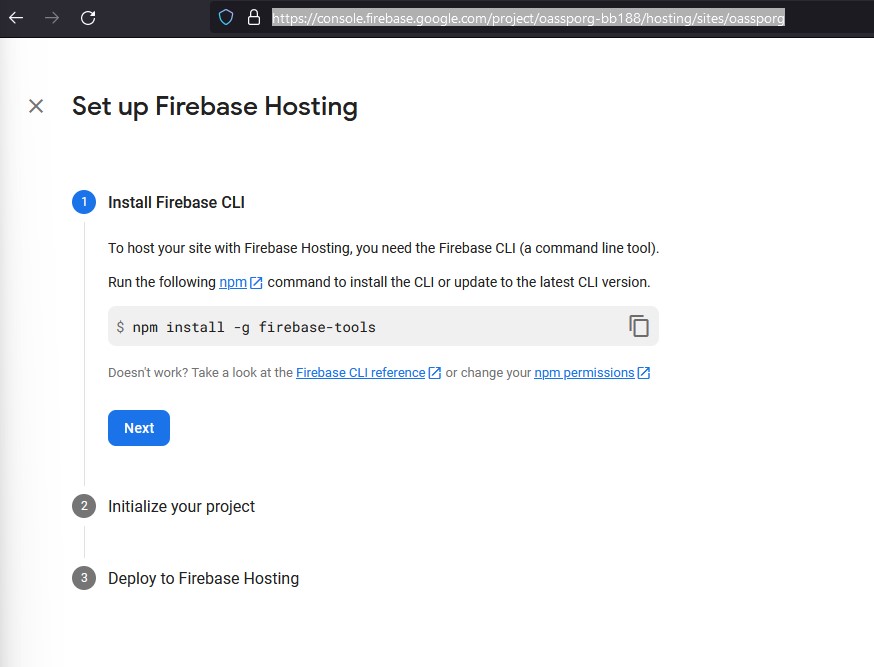 https://console.firebase.google.com/project/oassporg-bb188/hosting/sites/oassporg
Set up Firebase Hosting
1 Install Firebase CLI
To host your site with Firebase Hosting, you need the Firebase CLI (a command line tool).
Run the following npm command to install the CLI or update to the latest CLI version.
$ npm install -g firebase-tools
Doesn't work? Take a look at the Firebase CLI reference or change your npm permissions
Next
2 Initialize your project
3 Deploy to Firebase Hosting